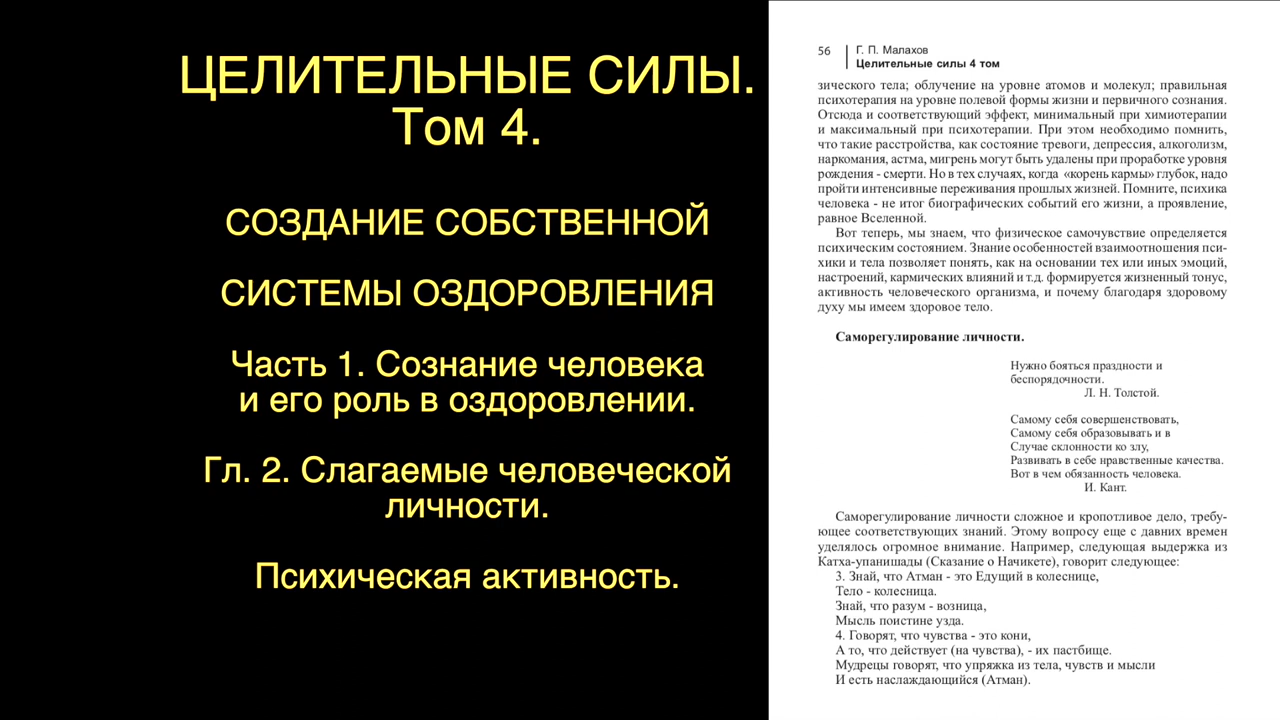 ЦЕЛИТЕЛЬНЫЕ СИЛЫ.
Том 4.
СОЗДАНИЕ СОБСТВЕННОЙ
СИСТЕМЫ ОЗДОРОВЛЕНИЯ
Часть 1. Сознание человека
и его роль в оздоровлении.
Гл. 2. Слагаемые человеческой
личности.
Психическая активность.
56
Г. П. Малахов
Целительные силы 4 том
зического тела; облучение на уровне атомов и молекул; правильная
психотерапия на уровне полевой формы жизни и первичного сознания.
Отсюда и соответствующий эффект, минимальный при химиотерапии
и максимальный при психотерапии. При этом необходимо помнить,
что такие расстройства, как состояние тревоги, депрессия, алкоголизм,
наркомания, астма, мигрень могут быть удалены при проработке уровня
рождения - смерти. Но в тех случаях, когда «корень кармы» глубок, надо
пройти интенсивные переживания прошлых жизней. Помните, психика
человека - не итог биографических событий его жизни, а проявление,
равное Вселенной.
Вот теперь, мы знаем, что физическое самочувствие определяется
психическим состоянием. Знание особенностей взаимоотношения пси-
хики и тела позволяет понять, как на основании тех или иных эмоций,
настроений, кармических влияний и т.д. формируется жизненный тонус,
активность человеческого организма, и почему благодаря здоровому
духу мы имеем здоровое тело.
Саморегулирование личности.
Нужно бояться праздности и
беспорядочности.
Л. Н. Толстой.
Самому себя совершенствовать,
Самому себя образовывать и в
Случае склонности ко злу,
Развивать в себе нравственные качества.
Вот в чем обязанность человека.
И. Кант.
Саморегулирование личности сложное и кропотливое дело, требу-
ющее соответствующих знаний. Этому вопросу еще с давних времен
уделялось огромное внимание. Например, следующая выдержка из
Катха-упанишады (Сказание о Начикете), говорит следующее:
3. Знай, что Атман - это Едущий в колеснице,
Тело - колесница.
Знай, что разум - возница,
Мысль поистине узда.
4. Говорят, что чувства - это кони,
А то, что действует (на чувства), - их пастбище.
Мудрецы говорят, что упряжка из тела, чувств и мысли
И есть наслаждающийся (Атман).